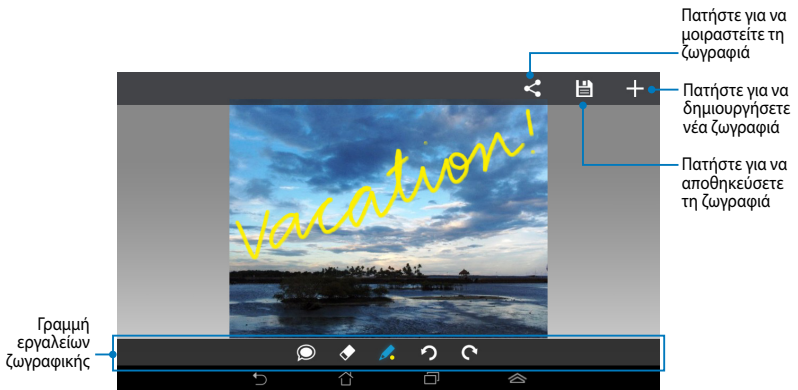 Πατήστε για να
μοιραστείτε τη
ζωγραφιά
Πατήστε για να
δημιουργήσετε
νέα ζωγραφιά
Πατήστε για να
αποθηκεύσετε
τη ζωγραφιά
vacation!
Γραμμή
εργαλείων
ζωγραφικής